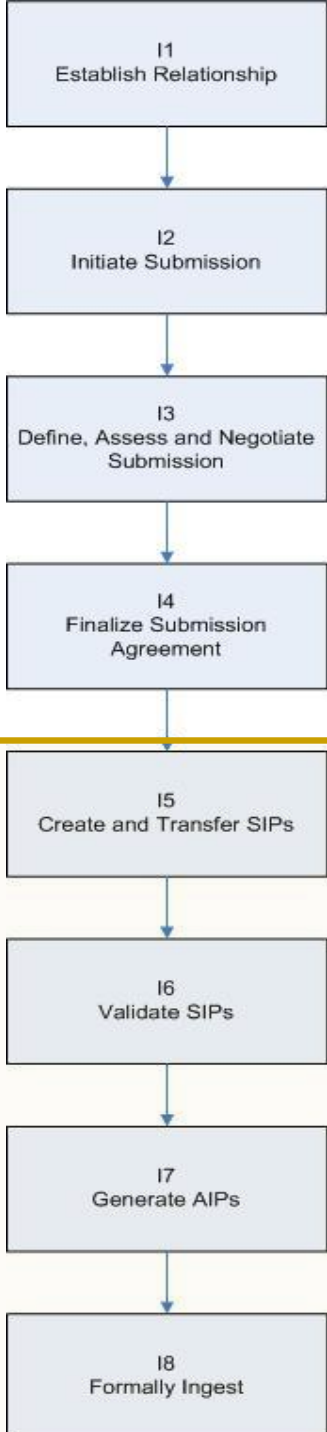 I1
Establish Relationship
I2
Initiate Submission
I3
Define, Assess and Negotiate
Submission
I4
Finalize Submission
Agreement
I5
Create and Transfer SIPs
I6
Validate SIPs
I7
Generate AIPs
I8
Formally Ingest